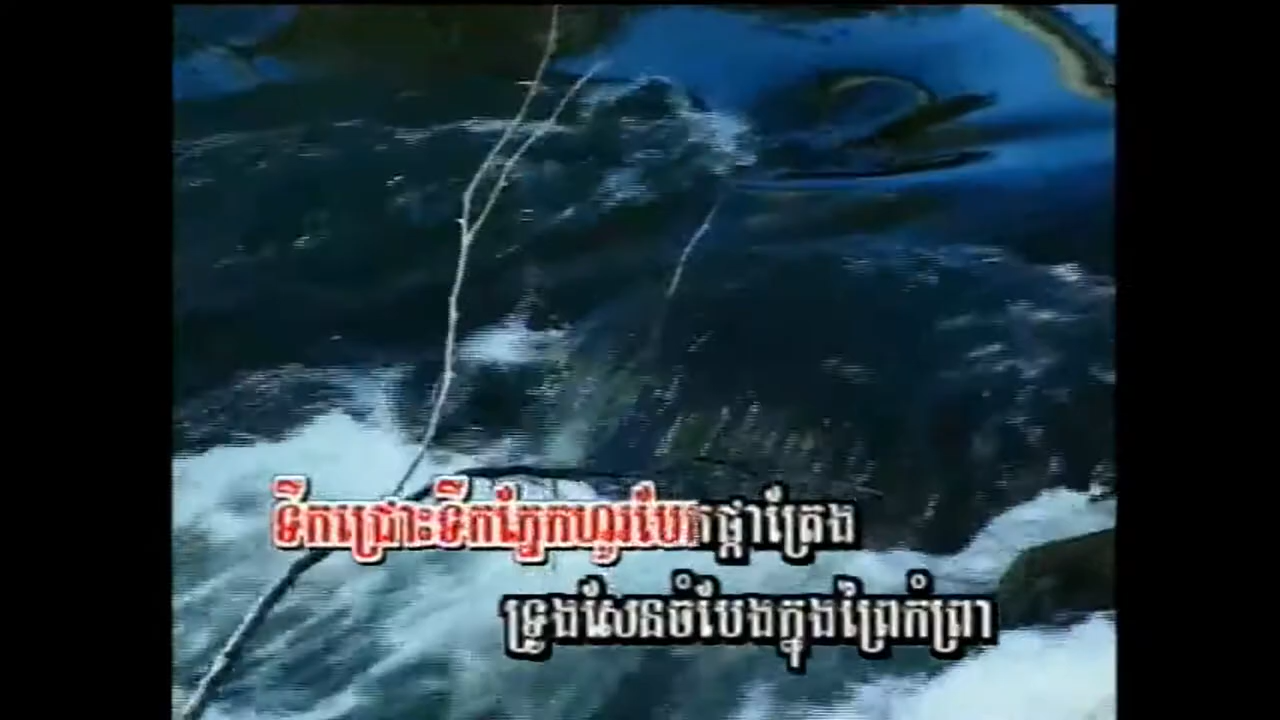 ទឹកជ្រោះទឹកភ្នែកហូរបែកផ្កាត្រែង
ទ្រូងសែនចំបែងក្នុងព្រៃកំព្រា